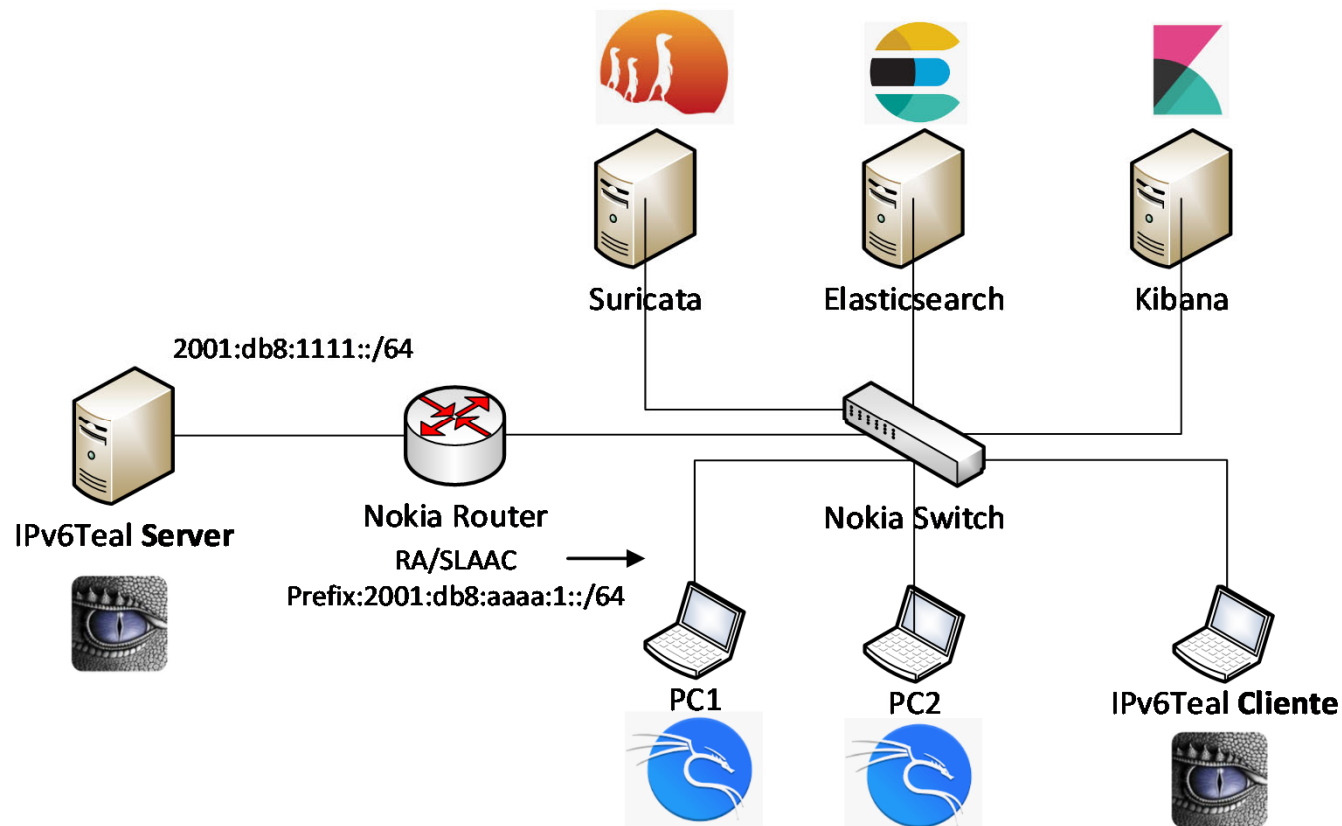 Suricata
Elasticsearch
Kibana
2001:db8:1111::/64
IPv6Teal Server
Nokia Router
RA/SLAAC
Prefix:2001:db8:aaaa:1::/64
Nokia Switch
PC1
PC2
IPv6Teal Cliente